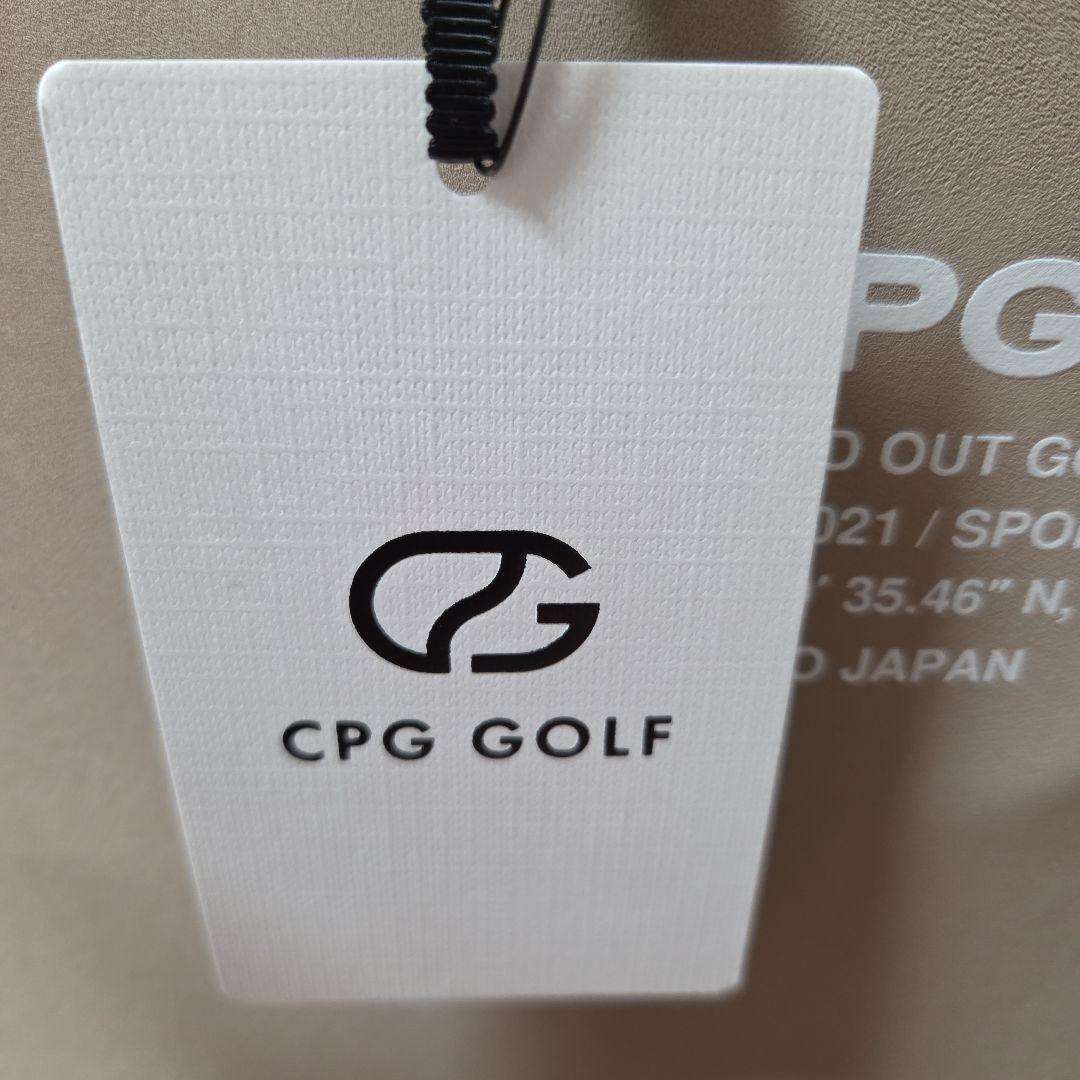 CPG GOLF
PG
OUT
021 / SPO
35.46" N,
JAPAN